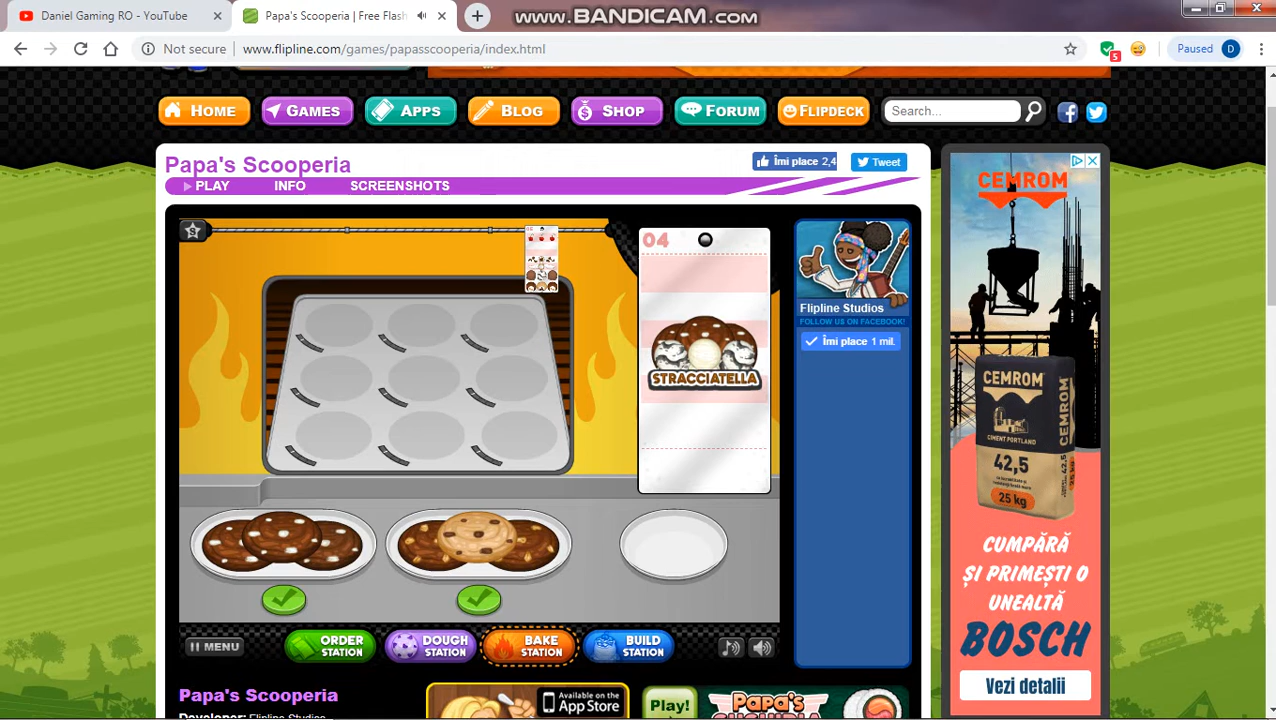 Daniel Gaming RO - YouTube
Papa's Scooperia | Free Flash
www.BANDICAM.com
Not secure
www.flipline.com/games/papasscooperia/index.html
5
Paused
D
HOME
GAMES
APPS
BLOG
SHOP
FORUM
FLIPDECK
Search...
Papa's Scooperia
Îmi place 2,4
Tweet
PLAY
INFO
SCREENSHOTS
04
STRACCIATELLA
Flipline Studios
FOLLOW US ON FACEBOOK!
Îmi place 1 mil.
CEMROM
CEMROM
CIMENT PORTLAND
42,5
25 kg
CUMPĂRĂ
ȘI PRIMEȘTI O
UNEALTĂ
BOSCH
Vezi detalii
MENU
ORDER
STATION
DOUGH
STATION
BAKE
STATION
BUILD
STATION
Papa's Scooperia
Developer: Flipline Studios
Available on the
App Store
Play!
PAPA'S